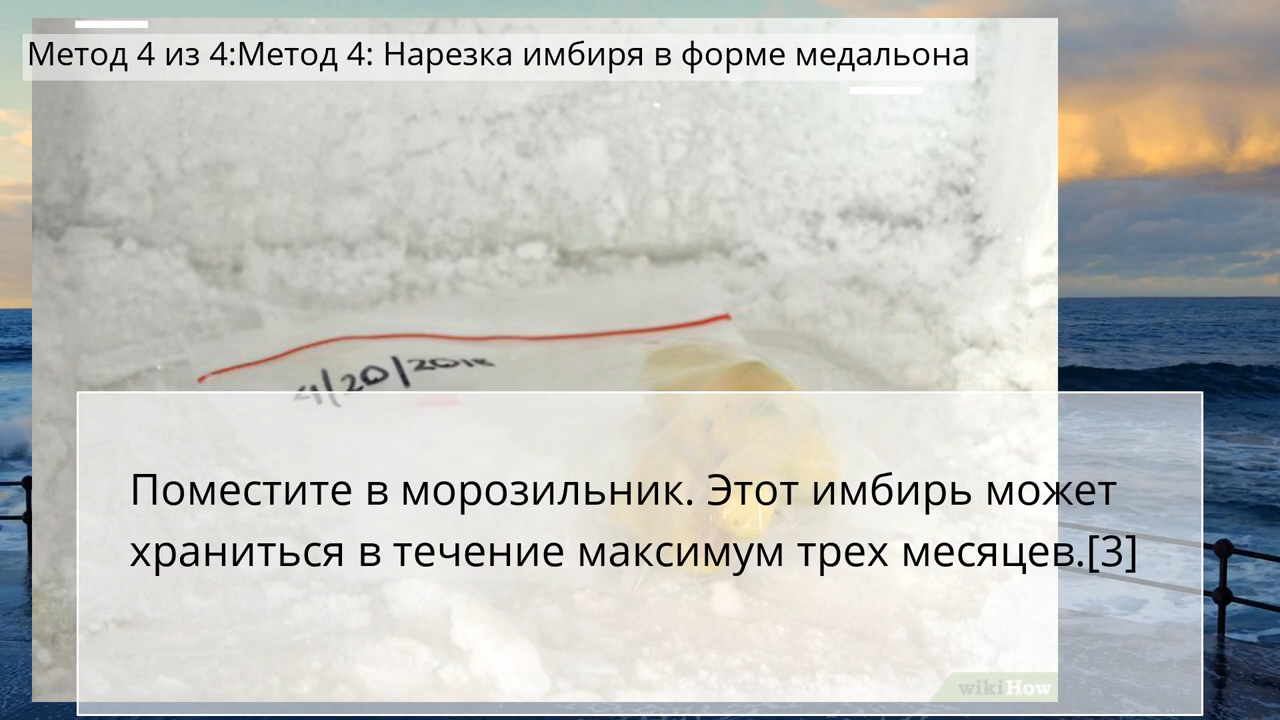 Метод 4 из 4:Метод 4: Нарезка имбиря в форме медальона
4/20/201
Поместите в морозильник. Этот имбирь может
храниться в течение максимум трех месяцев.[3]
wikiHow